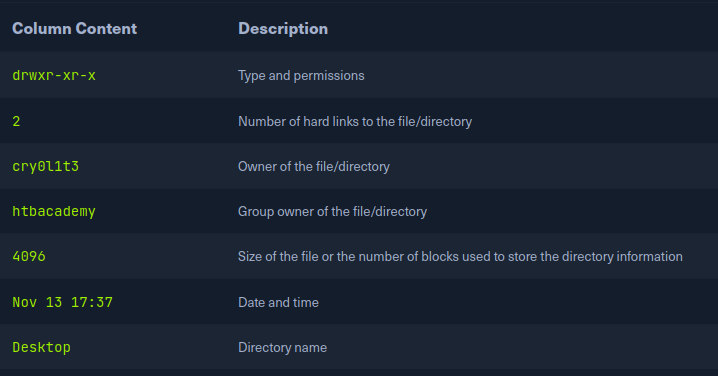 Column Content Description
drwxr-xr-x Type and permissions
2 Number of hard links to the file/directory
cry0l1t3 Owner of the file/directory
htbacademy Group owner of the file/directory
4096 Size of the file or the number of blocks used to store the directory information
Nov 13 17:37 Date and time
Desktop Directory name